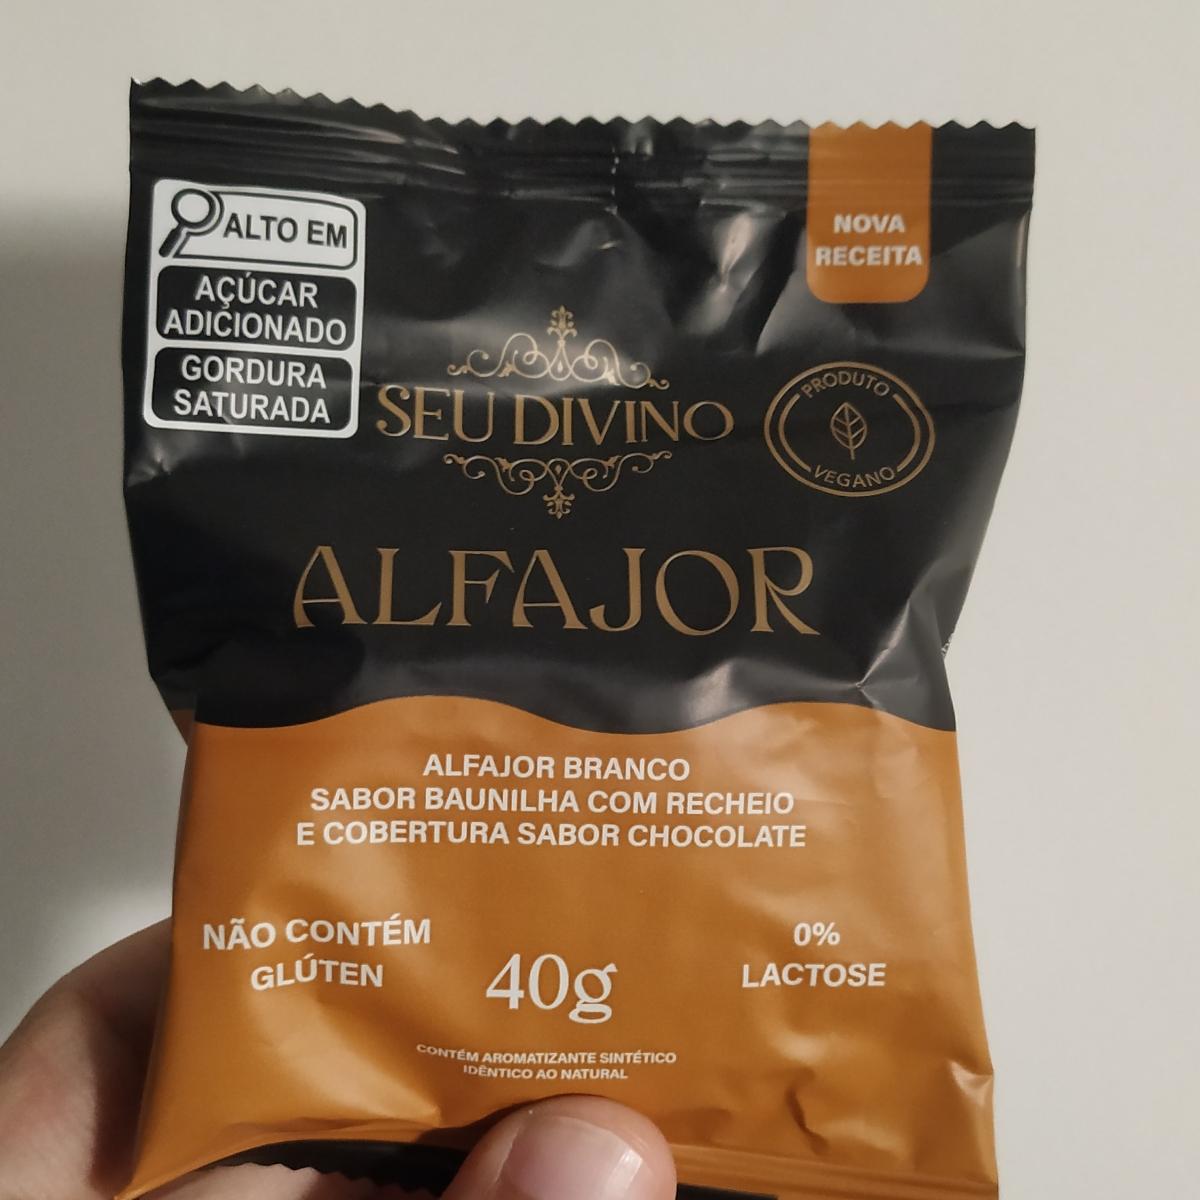 ALTO EM
AÇÚCAR
ADICIONADO
GORDURA
SATURADA
NOVA
RECEITA
SEU DIVINO
PRODUTO
VEGANO
ALFAJOR
ALFAJOR BRANCO
SABOR BAUNILHA COM RECHEIO
E COBERTURA SABOR CHOCOLATE
NÃO CONTÉM
GLÚTEN
40g
0%
LACTOSE
CONTÉM AROMATIZANTE SINTÉTICO
IDÊNTICO AO NATURAL